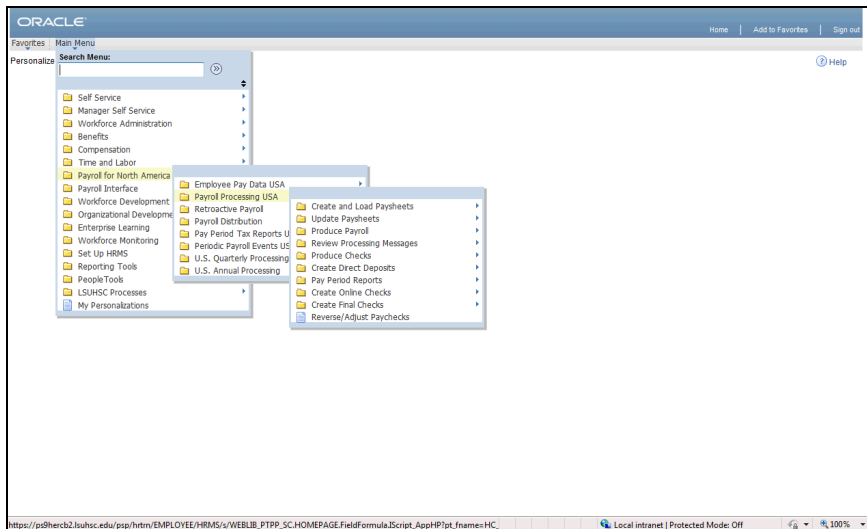 ORACLE
Home | Add to Favorites | Sign out
Favorites Main Menu
Personalize
Search Menu:
Help
Self Service
Manager Self Service
Workforce Administration
Benefits
Compensation
Time and Labor
Payroll for North America
Payroll Interface
Workforce Development
Organizational Developme
Enterprise Learning
Workforce Monitoring
Set Up HRMS
Reporting Tools
PeopleTools
LSUHSC Processes
My Personalizations
Employee Pay Data USA
Payroll Processing USA
Retroactive Payroll
Payroll Distribution
Pay Period Tax Reports U
Periodic Payroll Events US
U.S. Quarterly Processing
U.S. Annual Processing
Create and Load Paysheets
Update Paysheets
Produce Payroll
Review Processing Messages
Produce Checks
Create Direct Deposits
Pay Period Reports
Create Online Checks
Create Final Checks
Reverse/Adjust Paychecks
https://ps9hercb2.lsuhsc.edu/psp/hrtrn/EMPLOYEE/HRMS/s/WEBLIB_PTPP_SC.HOMEPAGE.FieldFormula.IScript_AppHP?pt_fname=HC_
Local intranet | Protected Mode: Off
100%